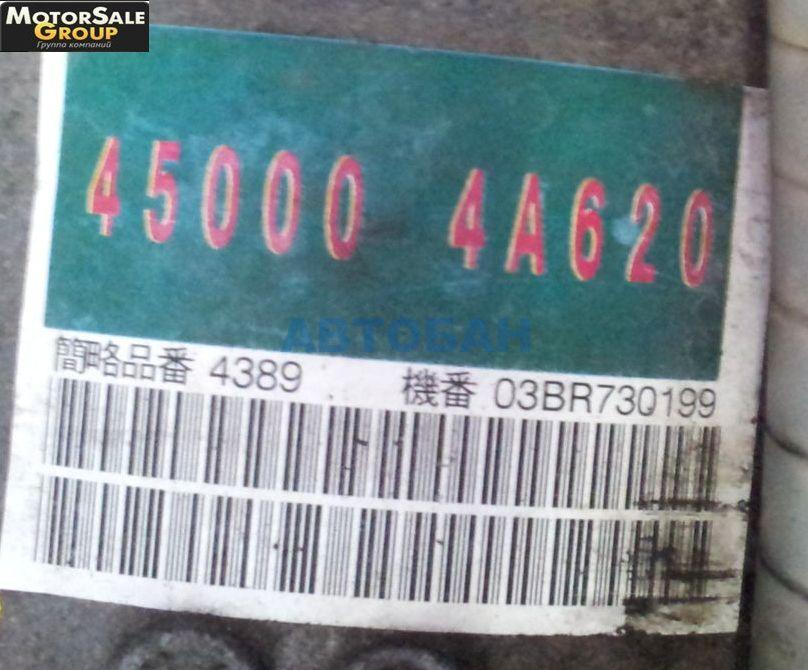 MOTORSALE
GROUP
Группа компаний
45000 4A620
АВТОБАН
簡略品番 4389 機番 03BR730199